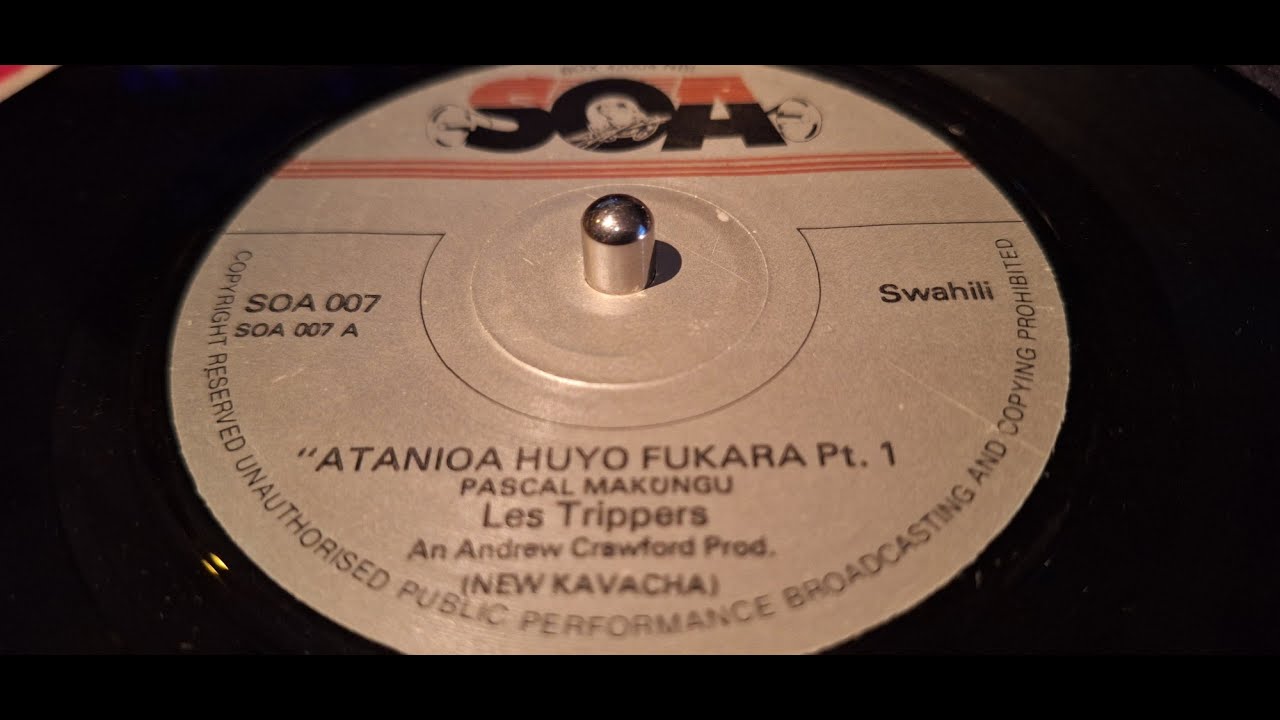 SOA
SOA 007
SOA 007 A
Swahili
"ATANIOA HUYO FUKARA Pt. 1
PASCAL MAKUNGU
Les Trippers
An Andrew Crawford Prod.
(NEW KAVACHA)
COPYRIGHT RESERVED UNAUTHORISED PUBLIC PERFORMANCE BROADCASTING AND COPYING PROHIBITED